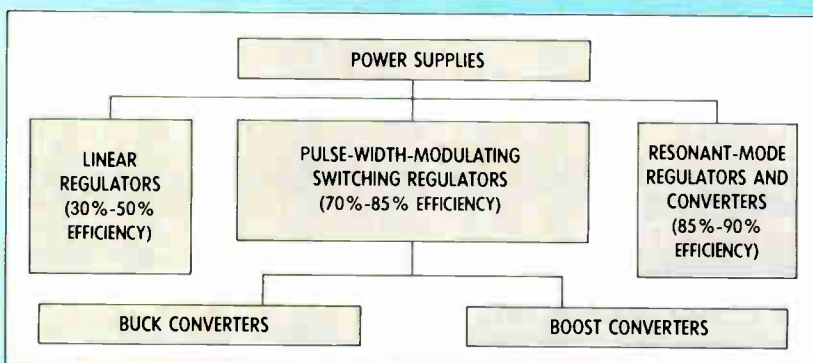 POWER SUPPLIES
LINEAR
REGULATORS
(30%-50%
EFFICIENCY)
PULSE-WIDTH-MODULATING
SWITCHING REGULATORS
(70%-85% EFFICIENCY)
RESONANT-MODE
REGULATORS AND
CONVERTERS
(85%-90%
EFFICIENCY)
BUCK CONVERTERS
BOOST CONVERTERS